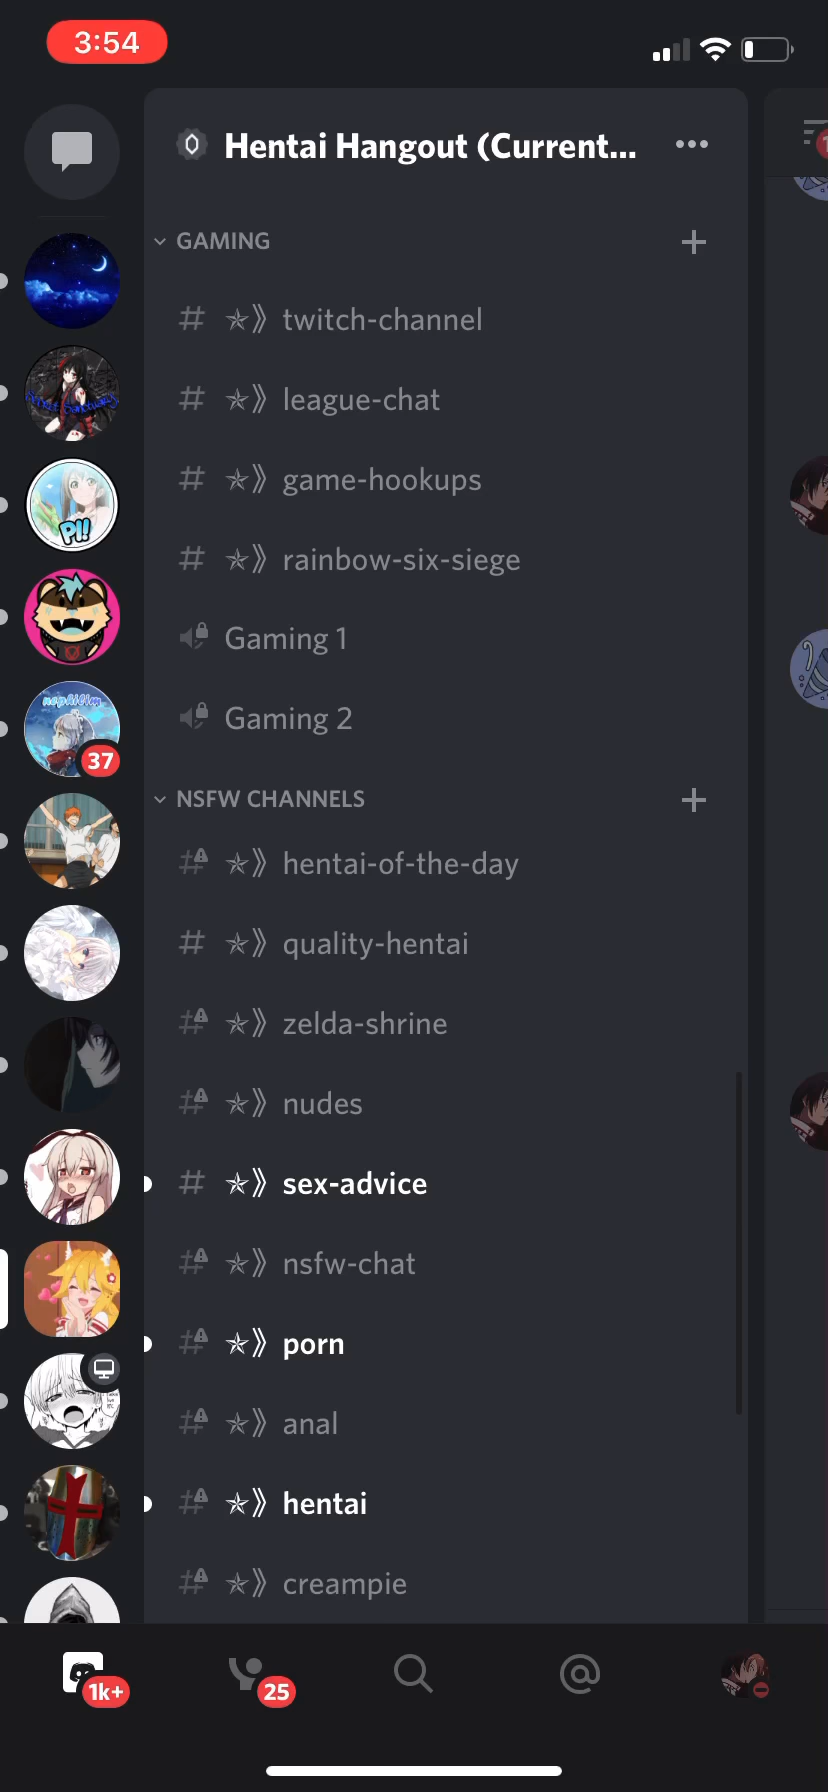 3:54
Hentai Hangout (Current...
GAMING
twitch-channel
league-chat
game-hookups
rainbow-six-siege
Gaming 1
Gaming 2
PI!!
nephilim
37
NSFW CHANNELS
hentai-of-the-day
quality-hentai
zelda-shrine
nudes
sex-advice
nsfw-chat
porn
anal
hentai
creampie
1k+
25